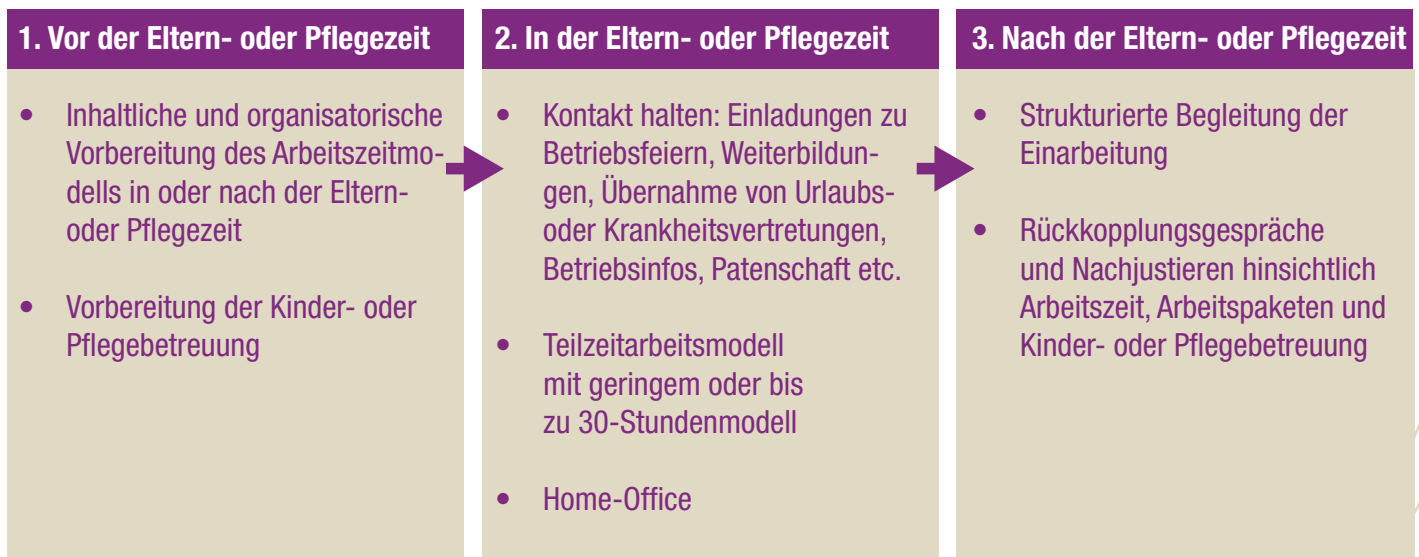 1. Vor der Eltern- oder Pflegezeit
• Inhaltliche und organisatorische
Vorbereitung des Arbeitszeitmo-
dells in oder nach der Eltern-
oder Pflegezeit
• Vorbereitung der Kinder- oder
Pflegebetreuung
2. In der Eltern- oder Pflegezeit
• Kontakt halten: Einladungen zu
Betriebsfeiern, Weiterbildun-
gen, Übernahme von Urlaubs-
oder Krankheitsvertretungen,
Betriebsinfos, Patenschaft etc.
• Teilzeitarbeitsmodell
mit geringem oder bis
zu 30-Stundenmodell
• Home-Office
3. Nach der Eltern- oder Pflegezeit
• Strukturierte Begleitung der
Einarbeitung
• Rückkopplungsgespräche
und Nachjustieren hinsichtlich
Arbeitszeit, Arbeitspaketen und
Kinder- oder Pflegebetreuung